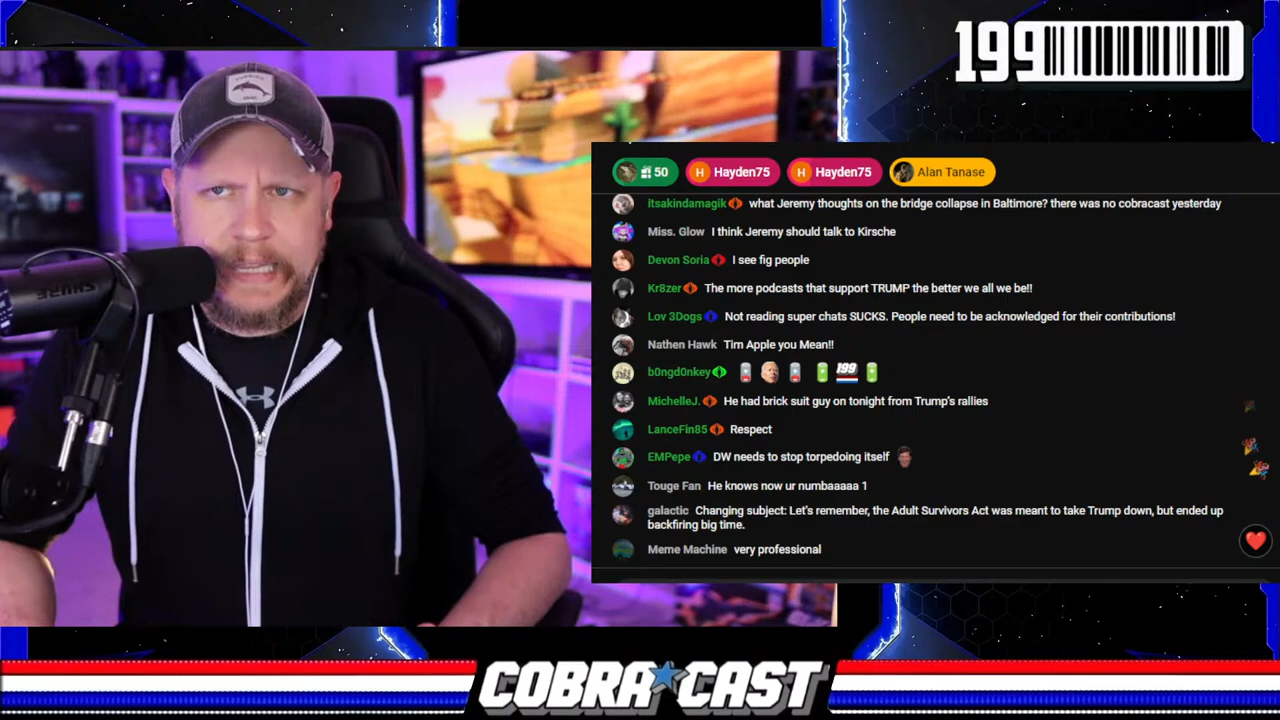 199
50
Hayden75
Hayden75
Alan Tanase
itsakindamagik what Jeremy thoughts on the bridge collapse in Baltimore? there was no cobracast yesterday
Miss. Glow I think Jeremy should talk to Kirsche
Devon Soria I see fig people
Kr8zer The more podcasts that support TRUMP the better we all we be!!
Lov 3Dogs Not reading super chats SUCKS. People need to be acknowledged for their contributions!
Nathen Hawk Tim Apple you Mean!!
b0ngd0nkey 199
MichelleJ. He had brick suit guy on tonight from Trump's rallies
LanceFin85 Respect
EMPepe DW needs to stop torpedoing itself
Touge Fan He knows now ur numbaaaaa 1
galactic Changing subject: Let's remember, the Adult Survivors Act was meant to take Trump down, but ended up
backfiring big time.
Meme Machine very professional
SHURE
COBRA CAST